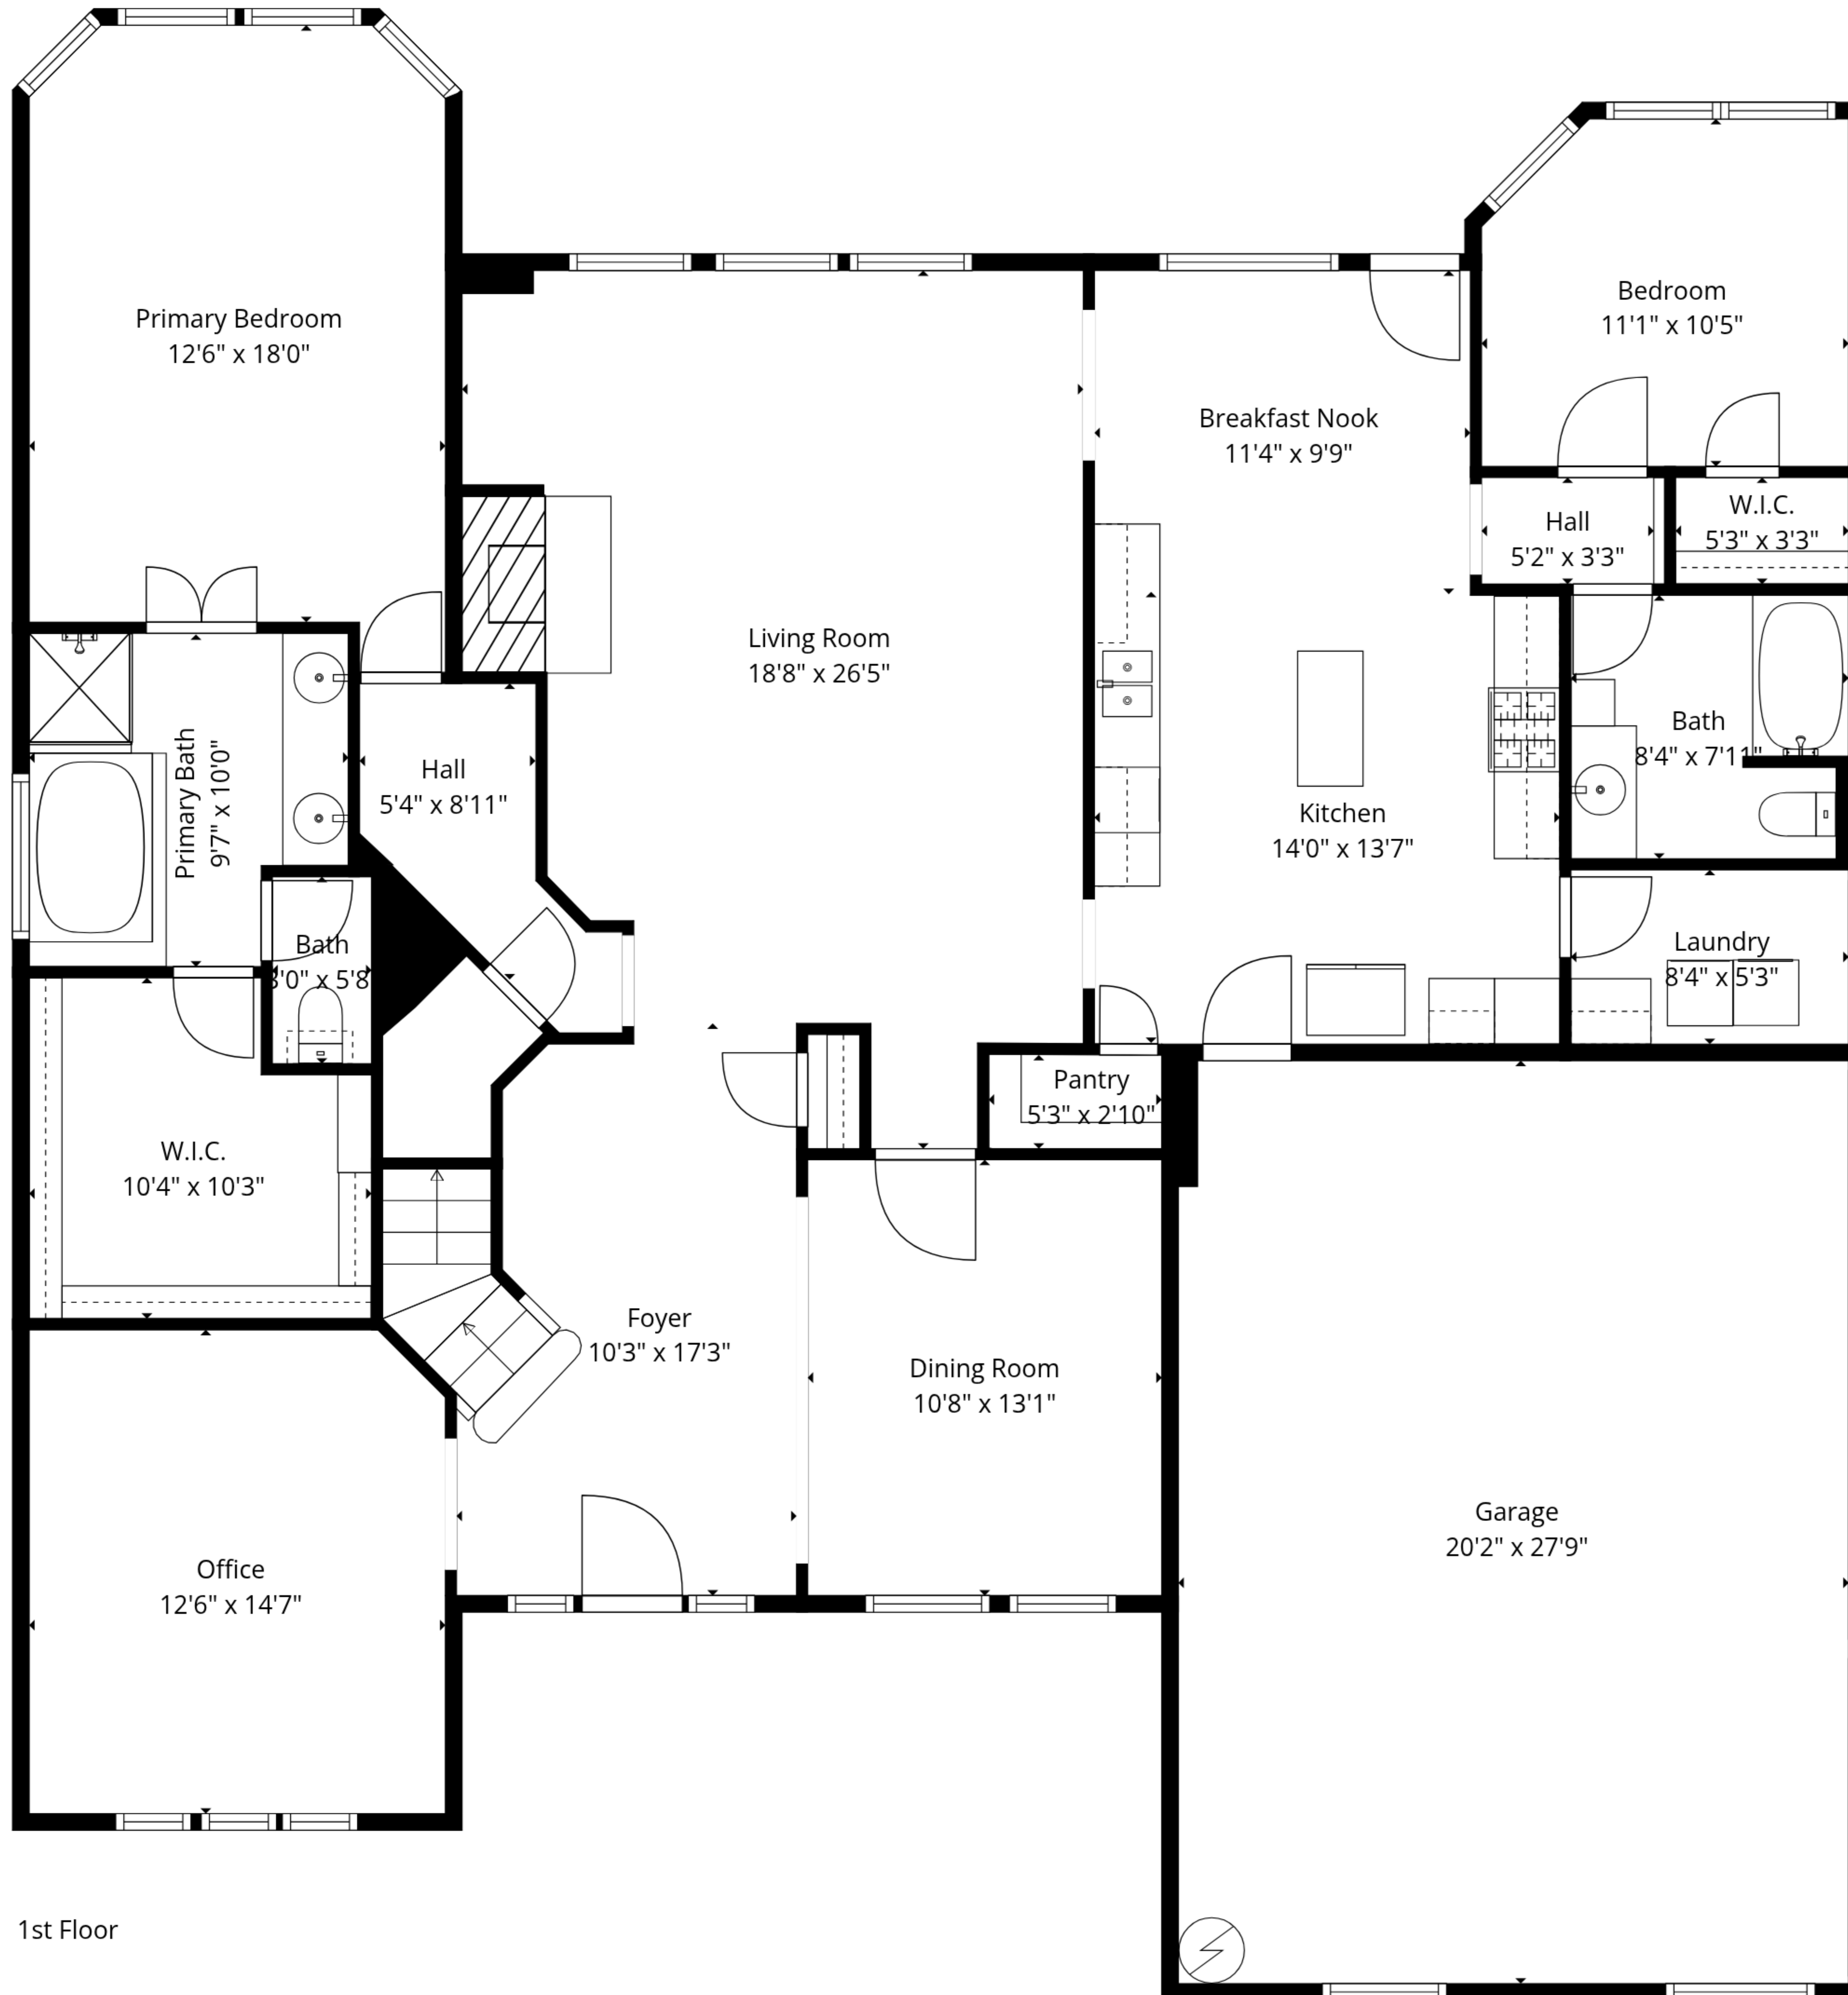 Primary Bedroom
12'6" x 18'0"
Bedroom
11'1" x 10'5"
Breakfast Nook
11'4" x 9'9"
W.I.C.
5'3" x 3'3"
Hall
5'2" x 3'3"
Living Room
18'8" x 26'5"
Bath
8'4" x 7'11"
Primary Bath
9'7" x 10'0"
Hall
5'4" x 8'11"
Kitchen
14'0" x 13'7"
Bath
x 5'8
Laundry
8'4" x 5'3"
Pantry
5'3" x 2'10"
W.I.C.
10'4" x 10'3"
Foyer
10'3" x 17'3"
Dining Room
10'8" x 13'1"
Garage
20'2" x 27'9"
Office
12'6" x 14'7"
1st Floor